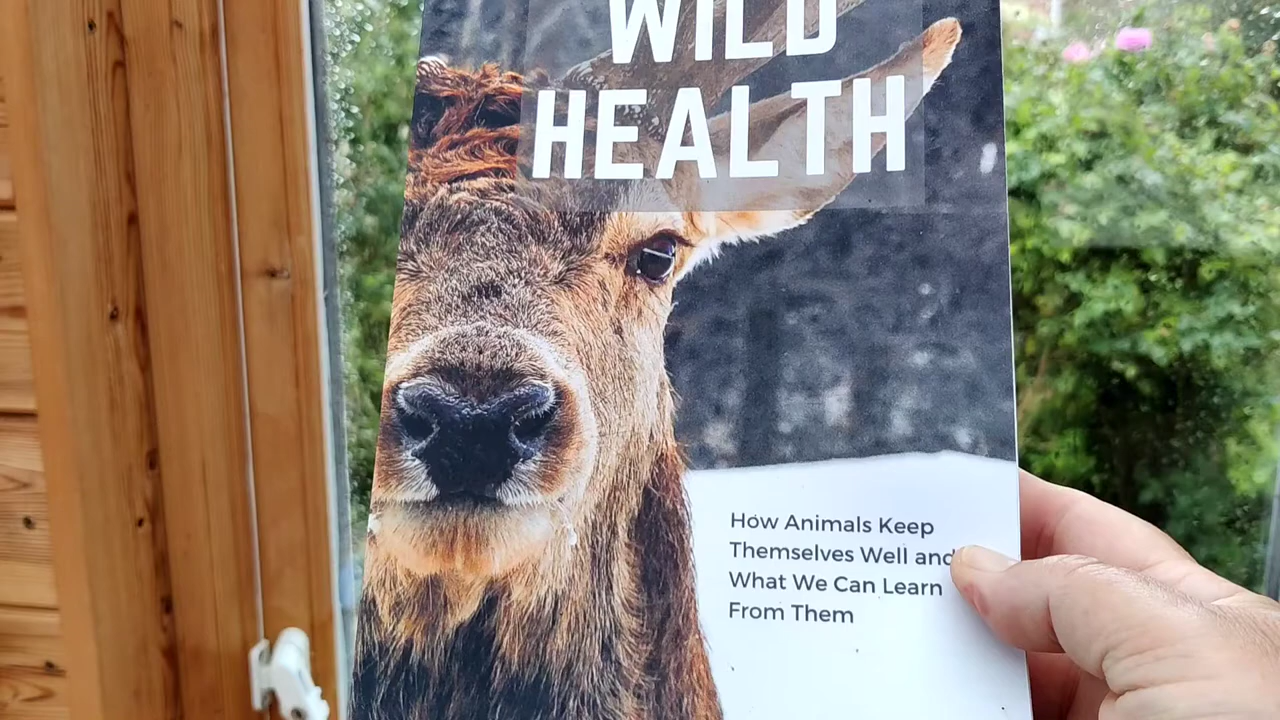 WILD
HEALTH
How Animals Keep
Themselves Well and
What We Can Learn
From Them